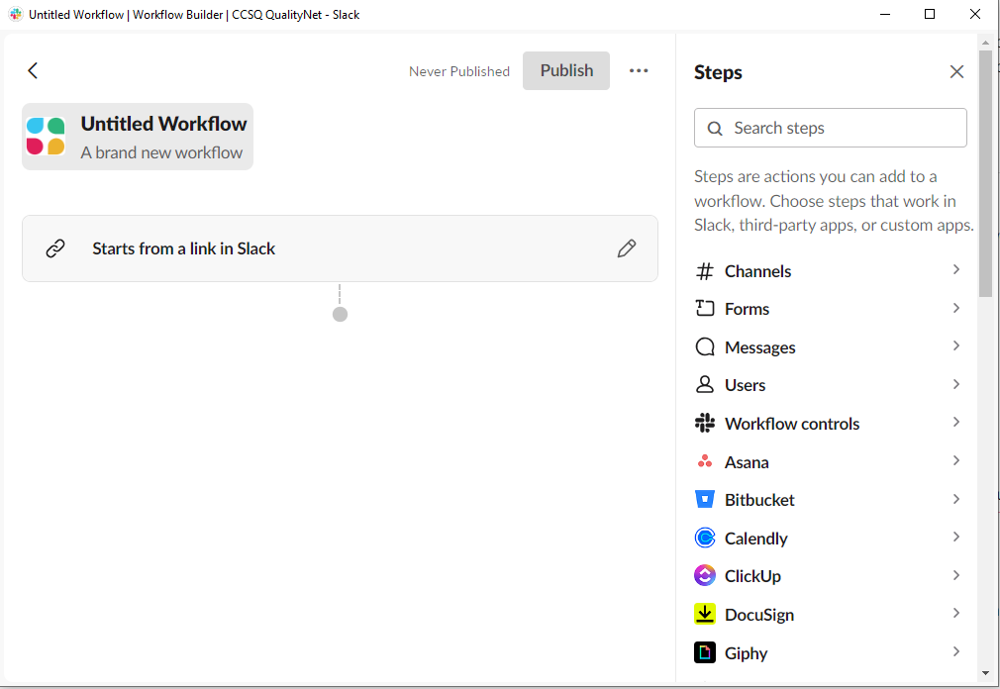 Untitled Workflow | Workflow Builder | CCSQ QualityNet - Slack
Never Published
Publish
Untitled Workflow
A brand new workflow
Starts from a link in Slack
Steps
Search steps
Steps are actions you can add to a
workflow. Choose steps that work in
Slack, third-party apps, or custom apps.
Channels
Forms
Messages
Users
Workflow controls
Asana
Bitbucket
Calendly
ClickUp
DocuSign
Giphy